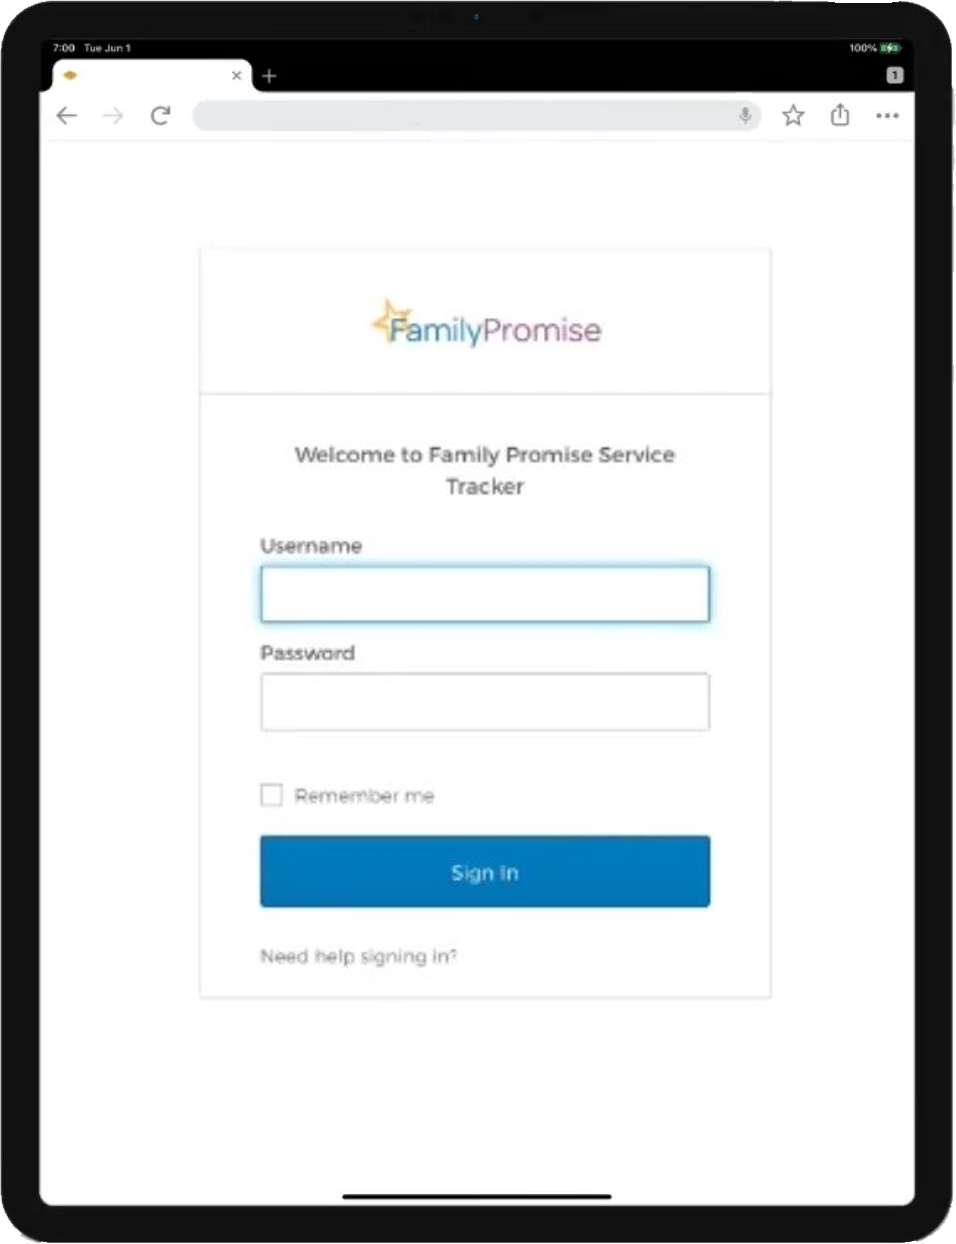 7:00 Tue Jun 1 100%
1
FamilyPromise
Welcome to Family Promise Service
Tracker
Username
Password
Remember me
Sign In
Need help signing in?